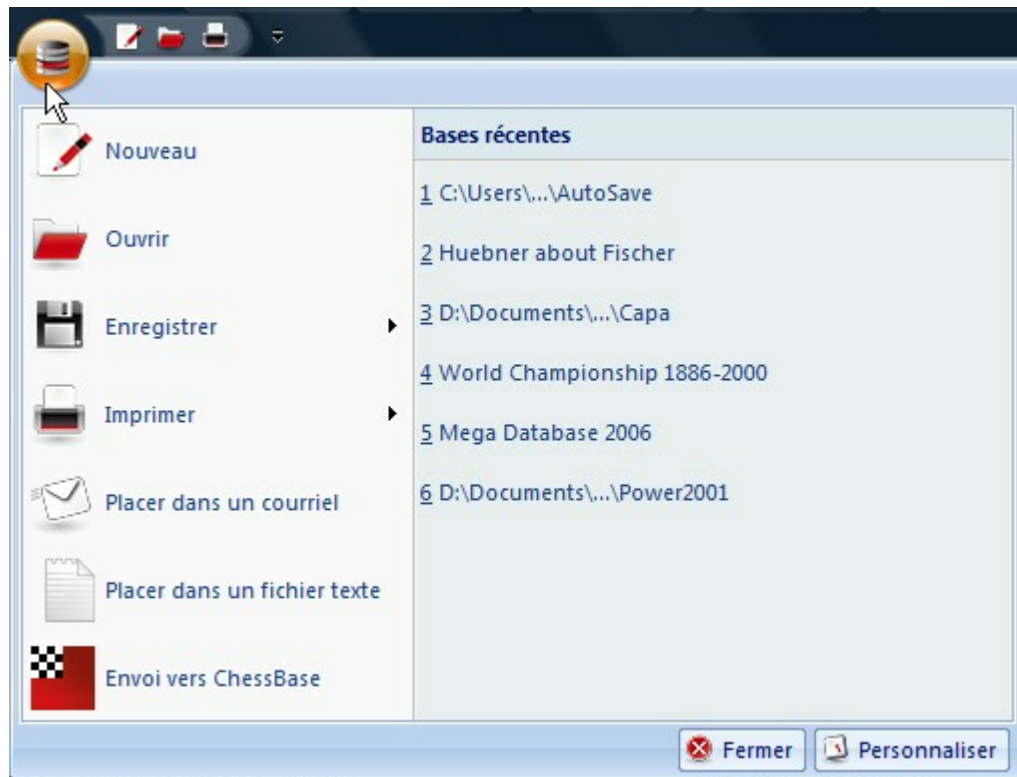 Nouveau
Ouvrir
Enregistrer
Imprimer
Placer dans un courriel
Placer dans un fichier texte
Envoi vers ChessBase
Bases récentes
1 C:\Users\...\AutoSave
2 Huebner about Fischer
3 D:\Documents\...\Capa
4 World Championship 1886-2000
5 Mega Database 2006
6 D:\Documents\...\Power2001
Fermer
Personnaliser